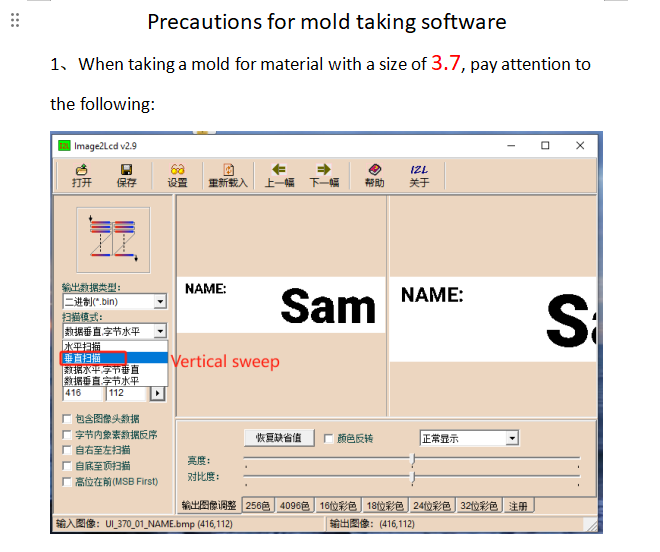 Precautions for mold taking software
1、When taking a mold for material with a size of 3.7, pay attention to
the following:
Image2Lcd v2.9
打开 保存 设置 重新载入 上一幅 下一幅 帮助 关于
输出数据类型:
二进制(*.bin)
扫描模式:
数据垂直,字节水平
水平扫描
垂直扫描
数据水平,字节垂直
数据垂直,字节水平
416 112
包含图像头数据
字节内象素数据反序
自右至左扫描
自底至顶扫描
高位在前(MSB First)
NAME:
Sam
NAME:
Vertical sweep
恢复缺省值 颜色反转 正常显示
亮度:
对比度:
输出图像调整 256色 4096色 16位彩色 18位彩色 24位彩色 32位彩色 注册
输入图像: UI_370_01_NAME.bmp (416,112) 输出图像: (416,112)